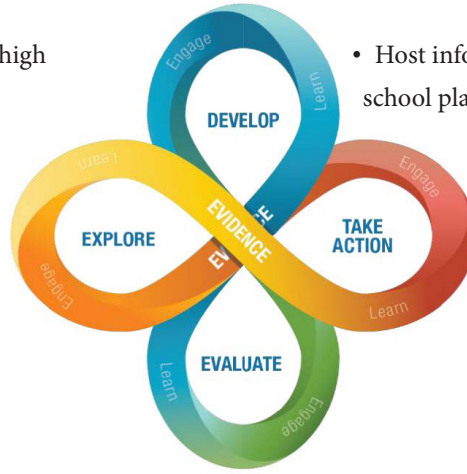 high
• Host info
school pla
Engage
Learn
DEVELOP
Learn
Engage
EXPLORE
EVIDENCE
TAKE
ACTION
Engage
Learn
EVALUATE
Learn
Engage